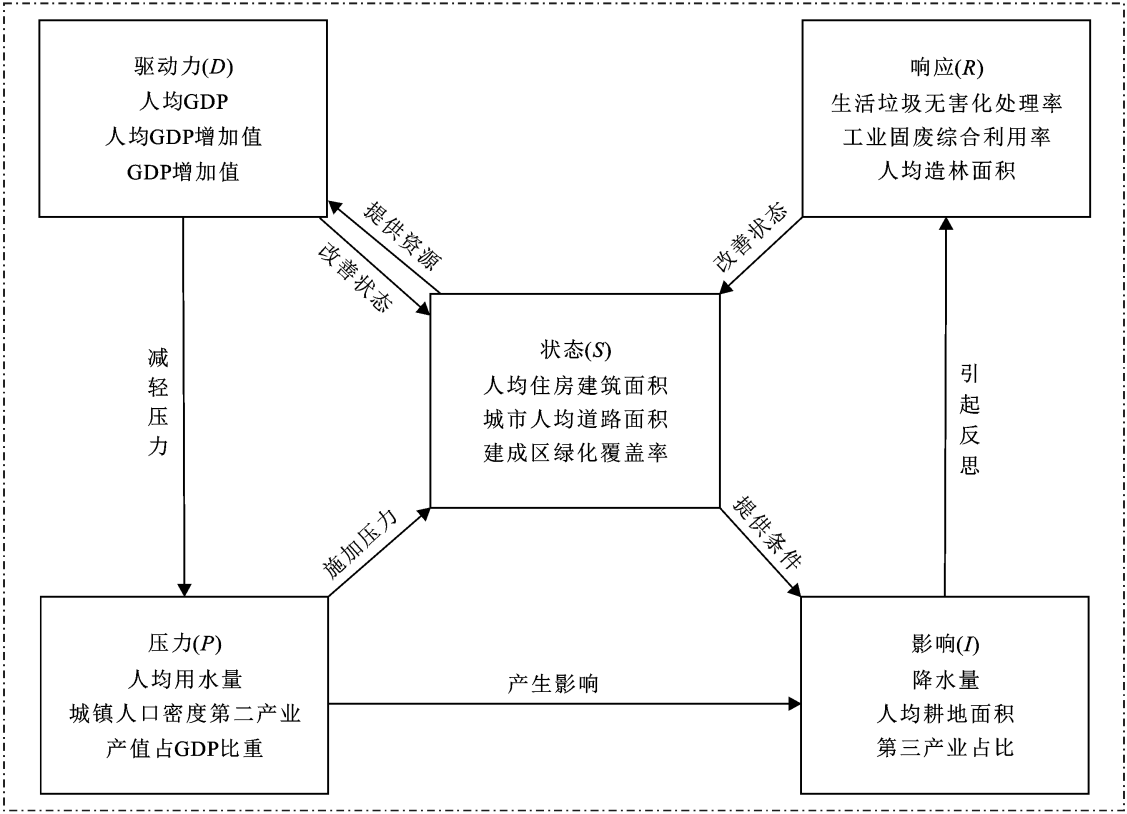 驱动力(D)
人均GDP
人均GDP增加值
GDP增加值
响应(R)
生活垃圾无害化处理率
工业固废综合利用率
人均造林面积
提供资源
改善状态
改善状态
减轻压力
状态(S)
人均住房建筑面积
城市人均道路面积
建成区绿化覆盖率
引起反思
施加压力
提供条件
压力(P)
人均用水量
城镇人口密度第二产业
产值占GDP比重
产生影响
影响(I)
降水量
人均耕地面积
第三产业占比